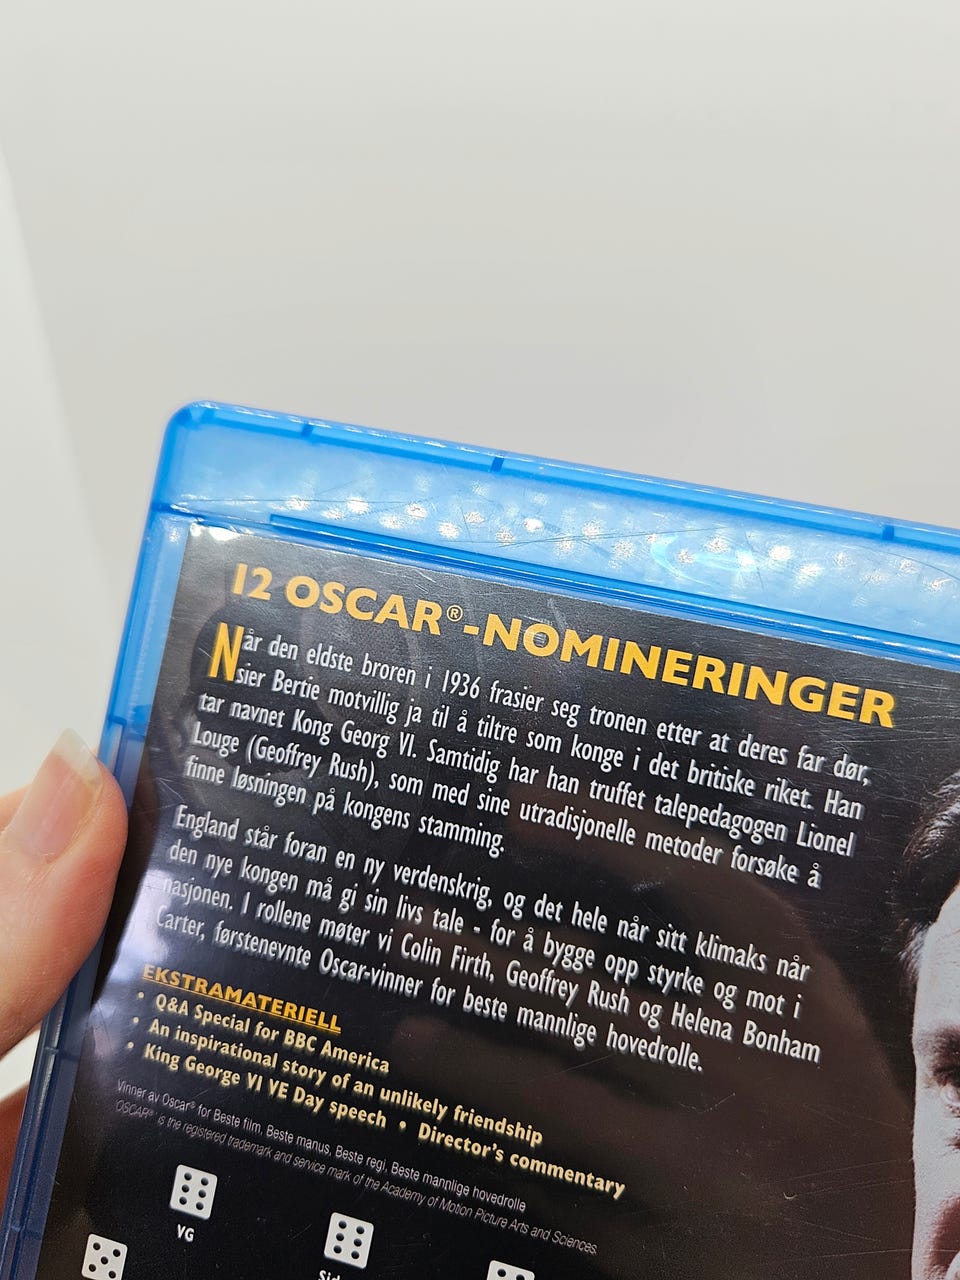 12 OSCAR®-NOMINERINGER
Når den eldste broren i 1936 frasier seg tronen etter at deres far dør,
sier Bertie motvillig ja til å tiltre som konge i det britiske riket. Han
tar navnet Kong Georg VI. Samtidig har han truffet talepedagogen Lionel
Louge (Geoffrey Rush), som med sine utradisjonelle metoder forsøke å
finne løsningen på kongens stamming.
England står foran en ny verdenskrig, og det hele når sitt klimaks når
den nye kongen må gi sin livs tale - for å bygge opp styrke og mot i
nasjonen. I rollene møter vi Colin Firth, Geoffrey Rush og Helena Bonham
Carter, førstenevnte Oscar-vinner for beste mannlige hovedrolle.
EKSTRAMATERIELL
• Q&A Special for BBC America
• An inspirational story of an unlikely friendship
• King George VI VE Day speech • Director's commentary
Vinner av Oscar® for Beste film, Beste manus, Beste regi, Beste mannlige hovedrolle
"OSCAR®" is the registered trademark and service mark of the Academy of Motion Picture Arts and Sciences.
VG